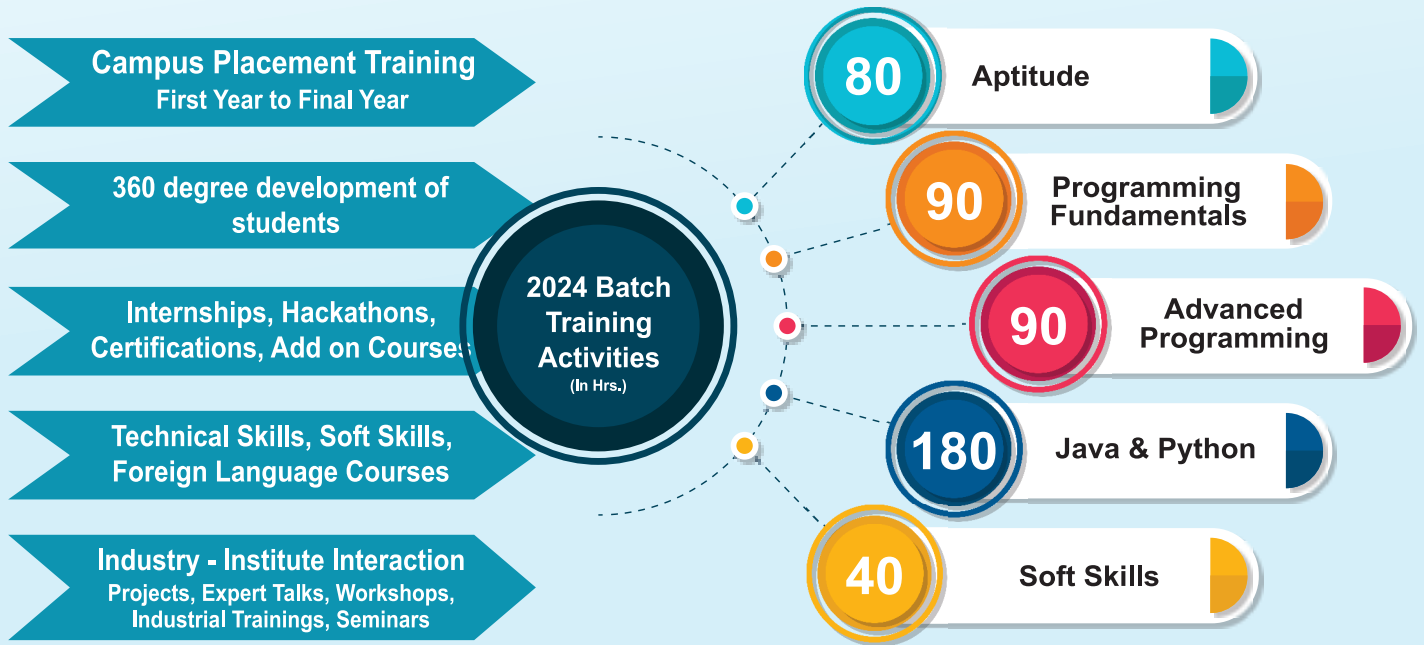 Campus Placement Training
First Year to Final Year
360 degree development of
students
Internships, Hackathons,
Certifications, Add on Courses
Technical Skills, Soft Skills,
Foreign Language Courses
Industry - Institute Interaction
Projects, Expert Talks, Workshops,
Industrial Trainings, Seminars
2024 Batch
Training
Activities
(In Hrs.)
80
Aptitude
90
Programming
Fundamentals
90
Advanced
Programming
180
Java & Python
40
Soft Skills